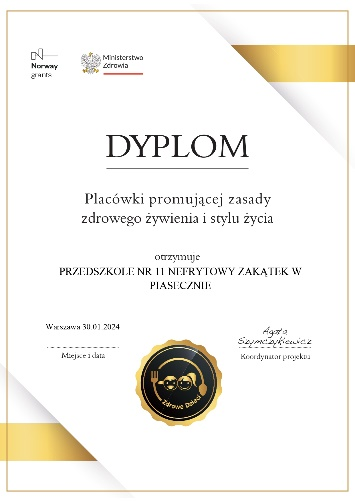 Norway
grants
Ministerstwo
Zdrowia
DYPLOM
Placówki promującej zasady
zdrowego żywienia i stylu życia
otrzymuje
PRZEDSZKOLE NR 11 NEFRYTOWY ZAKĄTEK W
PIASECZNIE
Warszawa 30.01.2024
Miejsce i data
Agata
Szymczykiewicz
Koordynator projektu
Zdrowe Dzieci